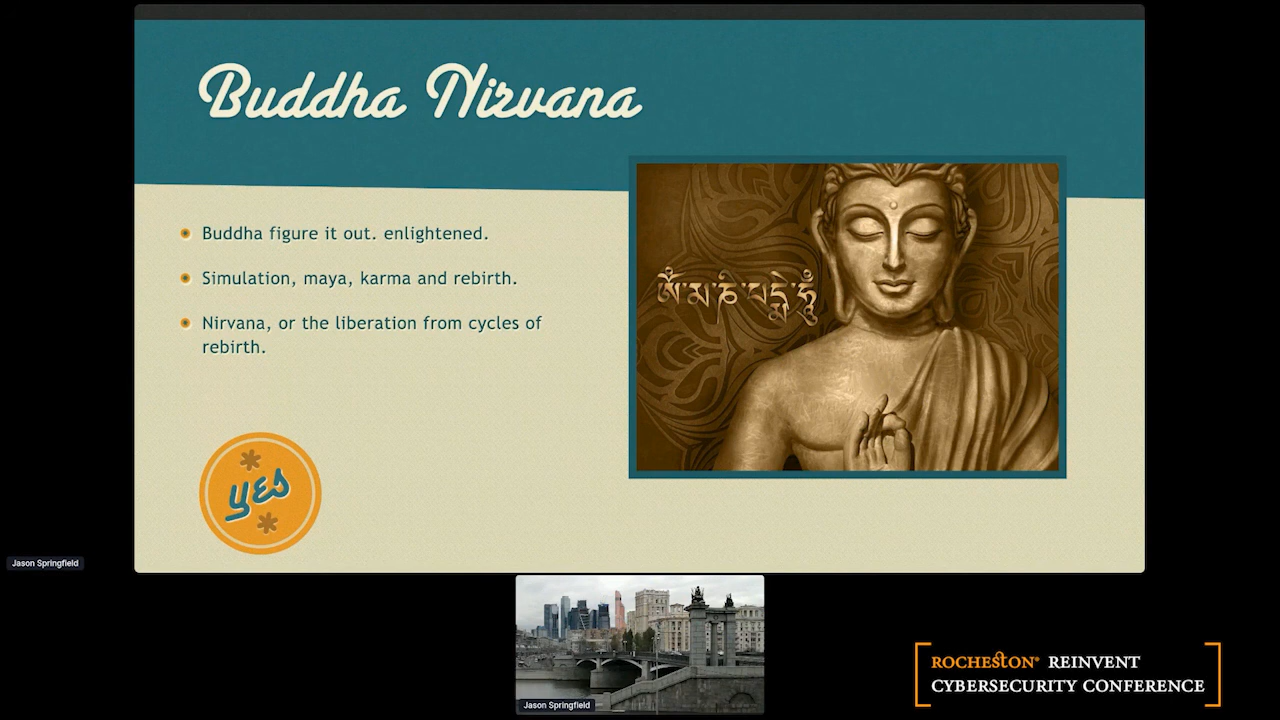 Buddha Nirvana
Buddha figure it out. enlightened.
Simulation, maya, karma and rebirth.
Nirvana, or the liberation from cycles of
rebirth.
ༀ་མ་ཎི་པདྨེ་ཧཱུྃ
yes
Jason Springfield
Jason Springfield
ROCHESTON® REINVENT
CYBERSECURITY CONFERENCE